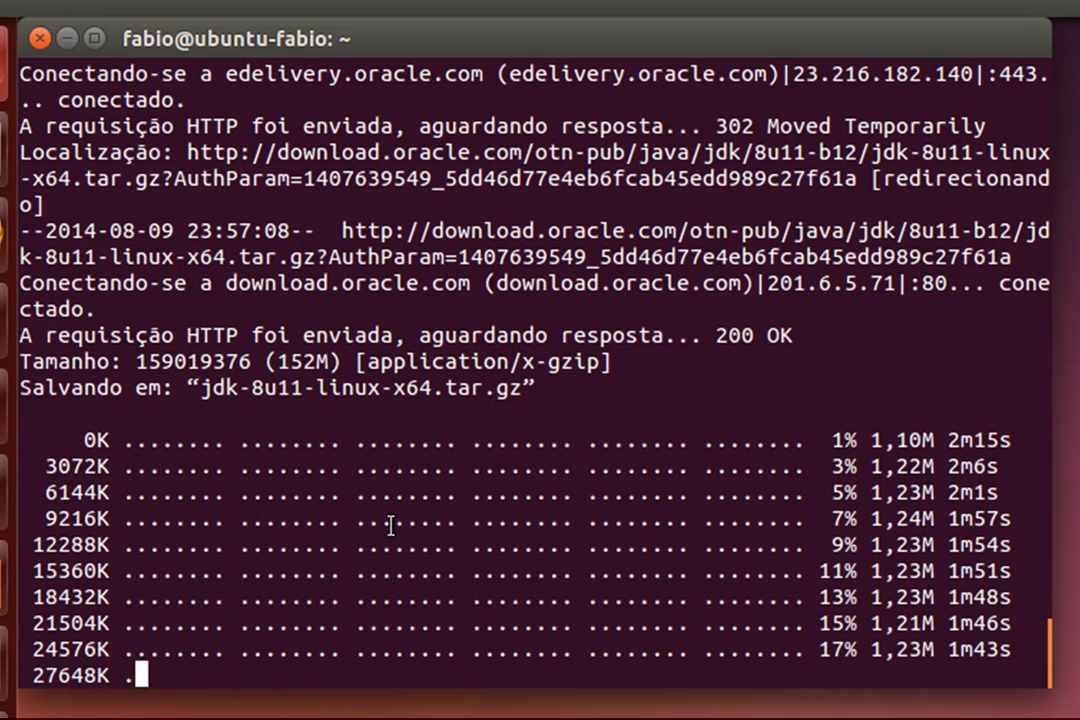 fabio@ubuntu-fabio: ~
Conectando-se a edelivery.oracle.com (edelivery.oracle.com)|23.216.182.140|:443.
.. conectado.
A requisição HTTP foi enviada, aguardando resposta... 302 Moved Temporarily
Localização: http://download.oracle.com/otn-pub/java/jdk/8u11-b12/jdk-8u11-linux
-x64.tar.gz?AuthParam=1407639549_5dd46d77e4eb6fcab45edd989c27f61a [redirecionand
o]
--2014-08-09 23:57:08--  http://download.oracle.com/otn-pub/java/jdk/8u11-b12/jd
k-8u11-linux-x64.tar.gz?AuthParam=1407639549_5dd46d77e4eb6fcab45edd989c27f61a
Conectando-se a download.oracle.com (download.oracle.com)|201.6.5.71|:80... cone
ctado.
A requisição HTTP foi enviada, aguardando resposta... 200 OK
Tamanho: 159019376 (152M) [application/x-gzip]
Salvando em: “jdk-8u11-linux-x64.tar.gz”
0K ........ ........ ........ ........ ........ ........  1% 1,10M 2m15s
3072K ........ ........ ........ ........ ........ ........  3% 1,22M 2m6s
6144K ........ ........ ........ ........ ........ ........  5% 1,23M 2m1s
9216K ........ ........ ........ ........ ........ ........  7% 1,24M 1m57s
12288K ........ ........ ........ ........ ........ ........  9% 1,23M 1m54s
15360K ........ ........ ........ ........ ........ ........ 11% 1,23M 1m51s
18432K ........ ........ ........ ........ ........ ........ 13% 1,23M 1m48s
21504K ........ ........ ........ ........ ........ ........ 15% 1,21M 1m46s
24576K ........ ........ ........ ........ ........ ........ 17% 1,23M 1m43s
27648K .